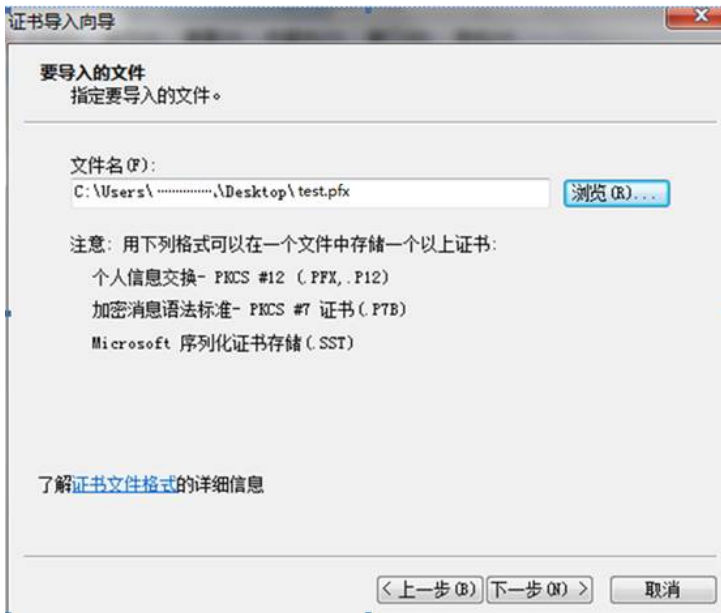 证书导入向导
要导入的文件
指定要导入的文件。
文件名(F):
C:\Users\ ..............\Desktop\test.pfx
浏览(R)...
注意: 用下列格式可以在一个文件中存储一个以上证书:
个人信息交换- PKCS #12 (.PFX,.P12)
加密消息语法标准- PKCS #7 证书(.P7B)
Microsoft 序列化证书存储(.SST)
了解证书文件格式的详细信息
< 上一步(B) 下一步(N) > 取消